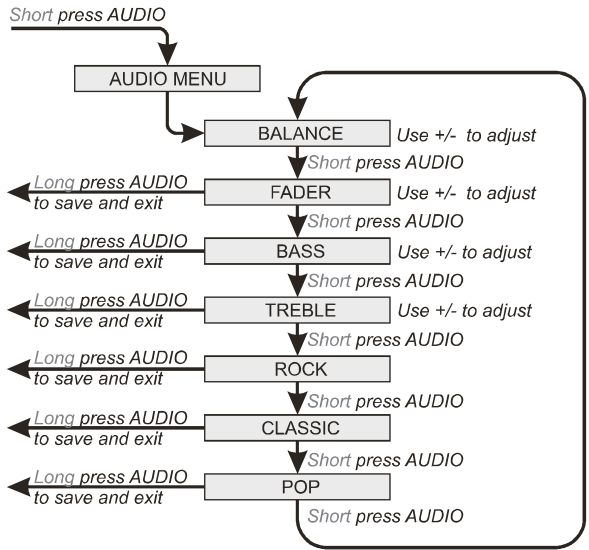 Short press AUDIO
AUDIO MENU
BALANCE
Use +/- to adjust
Short press AUDIO
Long press AUDIO
to save and exit
FADER
Use +/- to adjust
Short press AUDIO
Long press AUDIO
to save and exit
BASS
Use +/- to adjust
Short press AUDIO
Long press AUDIO
to save and exit
TREBLE
Use +/- to adjust
Short press AUDIO
Long press AUDIO
to save and exit
ROCK
Short press AUDIO
Long press AUDIO
to save and exit
CLASSIC
Short press AUDIO
Long press AUDIO
to save and exit
POP
Short press AUDIO